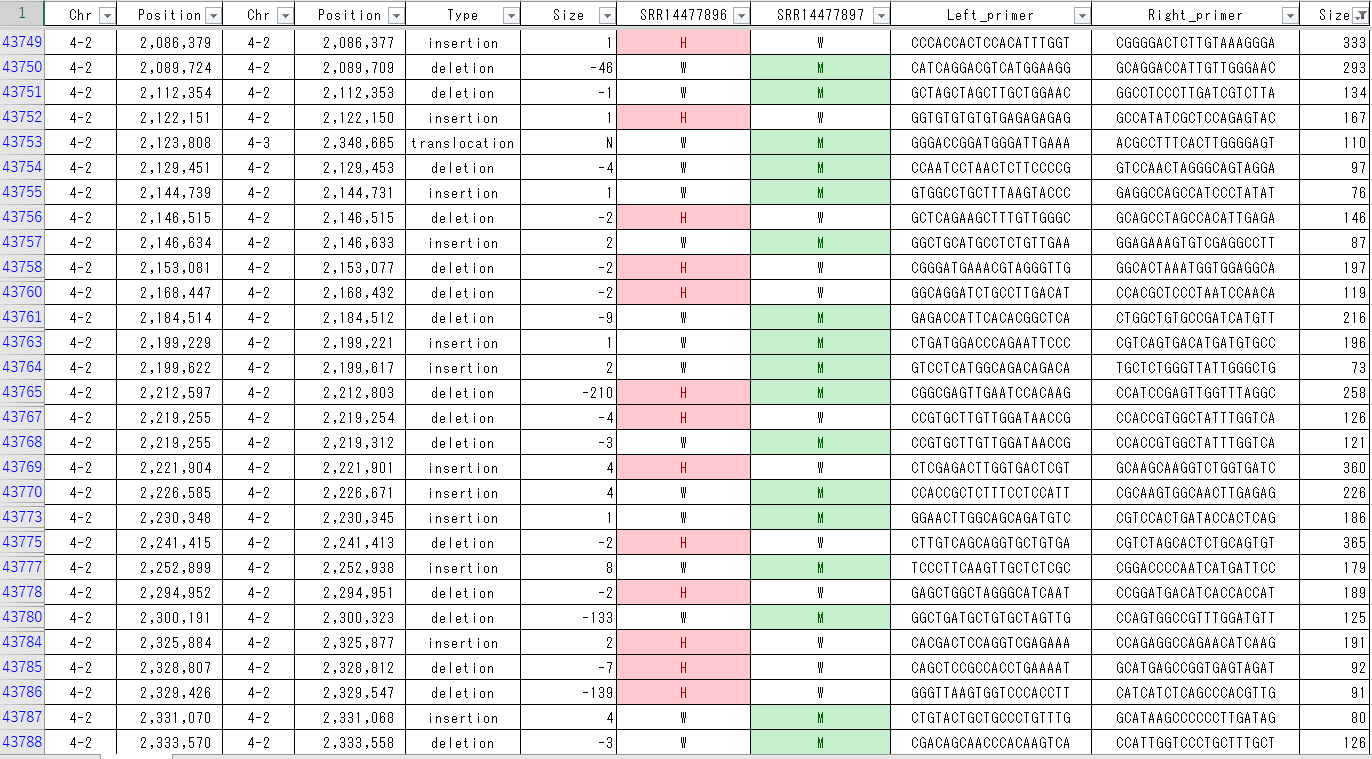 1 Chr Position Chr Position Type Size SRR14477896 SRR14477897 Left_primer Right_primer Size
43749 4-2 2,086,379 4-2 2,086,377 insertion 1 H W CCCACCACTCCACATTTGGT CGGGGACTCTTGTAAAGGGA 333
43750 4-2 2,089,724 4-2 2,089,709 deletion -46 W M CATCAGGACGTCATGGAAGG GCAGGACCATTGTTGGGAAC 293
43751 4-2 2,112,354 4-2 2,112,353 deletion -1 W M GCTAGCTAGCTTGCTGGAAC GGCCTCCCTTGATCGTCTTA 134
43752 4-2 2,122,151 4-2 2,122,150 insertion 1 H W GGTGTGTGTGTGAGAGAGAG GCCATATCGCTCCAGAGTAC 167
43753 4-2 2,123,808 4-3 2,348,665 translocation N W M GGGACCGGATGGGATTGAAA ACGCCTTTCACTTGGGGAGT 110
43754 4-2 2,129,451 4-2 2,129,453 deletion -4 W M CCAATCCTAACTCTTCCCCG GTCCAACTAGGGCAGTAGGA 97
43755 4-2 2,144,739 4-2 2,144,731 insertion 1 W M GTGGCCTGCTTTAAGTACCC GAGGCCAGCCATCCCTATAT 76
43756 4-2 2,146,515 4-2 2,146,515 deletion -2 H W GCTCAGAAGCTTTGTTGGGC GCAGCCTAGCCACATTGAGA 146
43757 4-2 2,146,634 4-2 2,146,633 insertion 2 W M GGCTGCATGCCTCTGTTGAA GGAGAAAGTGTCGAGGCCTT 87
43758 4-2 2,153,081 4-2 2,153,077 deletion -2 H W CGGGATGAAACGTAGGGTTG GGCACTAAATGGTGGAGGCA 197
43760 4-2 2,168,447 4-2 2,168,432 deletion -2 H W GGCAGGATCTGCCTTGACAT CCACGCTCCCTAATCCAACA 119
43761 4-2 2,184,514 4-2 2,184,512 deletion -9 W M GAGACCATTCACACGGCTCA CTGGCTGTGCCGATCATGTT 216
43763 4-2 2,199,229 4-2 2,199,221 insertion 1 W M CTGATGGACCCAGAATTCCC CGTCAGTGACATGATGTGCC 196
43764 4-2 2,199,622 4-2 2,199,617 insertion 2 W M GTCCTCATGGCAGACAGACA TGCTCTGGGTTATTGGGCTG 73
43765 4-2 2,212,597 4-2 2,212,803 deletion -210 H M CGGCGAGTTGAATCCACAAG CCATCCGAGTTGGTTTAGGC 258
43767 4-2 2,219,255 4-2 2,219,254 deletion -4 H W CCGTGCTTGTTGGATAACCG CCACCGTGGCTATTTGGTCA 126
43768 4-2 2,219,255 4-2 2,219,312 deletion -3 W M CCGTGCTTGTTGGATAACCG CCACCGTGGCTATTTGGTCA 121
43769 4-2 2,221,904 4-2 2,221,901 insertion 4 H W CTCGAGACTTGGTGACTCGT GCAAGCAAGGTCTGGTGATC 360
43770 4-2 2,226,585 4-2 2,226,671 insertion 4 W M CCACCGCTCTTTCCTCCATT CGCAAGTGGCAACTTGAGAG 226
43773 4-2 2,230,348 4-2 2,230,345 insertion 1 W M GGAACTTGGCAGCAGATGTC CGTCCACTGATACCACTCAG 186
43775 4-2 2,241,415 4-2 2,241,413 deletion -2 H W CTTGTCAGCAGGTGCTGTGA CGTCTAGCACTCTGCAGTGT 365
43777 4-2 2,252,899 4-2 2,252,938 insertion 8 W M TCCCTTCAAGTTGCTCTCGC CGGACCCCAATCATGATTCC 179
43778 4-2 2,294,952 4-2 2,294,951 deletion -2 H W GAGCTGGCTAGGGCATCAAT CCGGATGACATCACCACCAT 189
43780 4-2 2,300,191 4-2 2,300,323 deletion -133 W M GGCTGATGCTGTGCTAGTTG CCAGTGGCCGTTTGGATGTT 125
43784 4-2 2,325,884 4-2 2,325,877 insertion 2 H W CACGACTCCAGGTCGAGAAA CCAGAGGCCAGAACATCAAG 191
43785 4-2 2,328,807 4-2 2,328,812 deletion -7 H W CAGCTCCGCCACCTGAAAAT GCATGAGCCGGTGAGTAGAT 92
43786 4-2 2,329,426 4-2 2,329,547 deletion -139 H W GGGTTAAGTGGTCCCACCTT CATCATCTCAGCCCACGTTG 91
43787 4-2 2,331,070 4-2 2,331,068 insertion 4 W M CTGTACTGCTGCCCTGTTTG GCATAAGCCCCCCTTGATAG 80
43788 4-2 2,333,570 4-2 2,333,558 deletion -3 W M CGACAGCAACCCACAAGTCA CCATTGGTCCCTGCTTTGCT 126